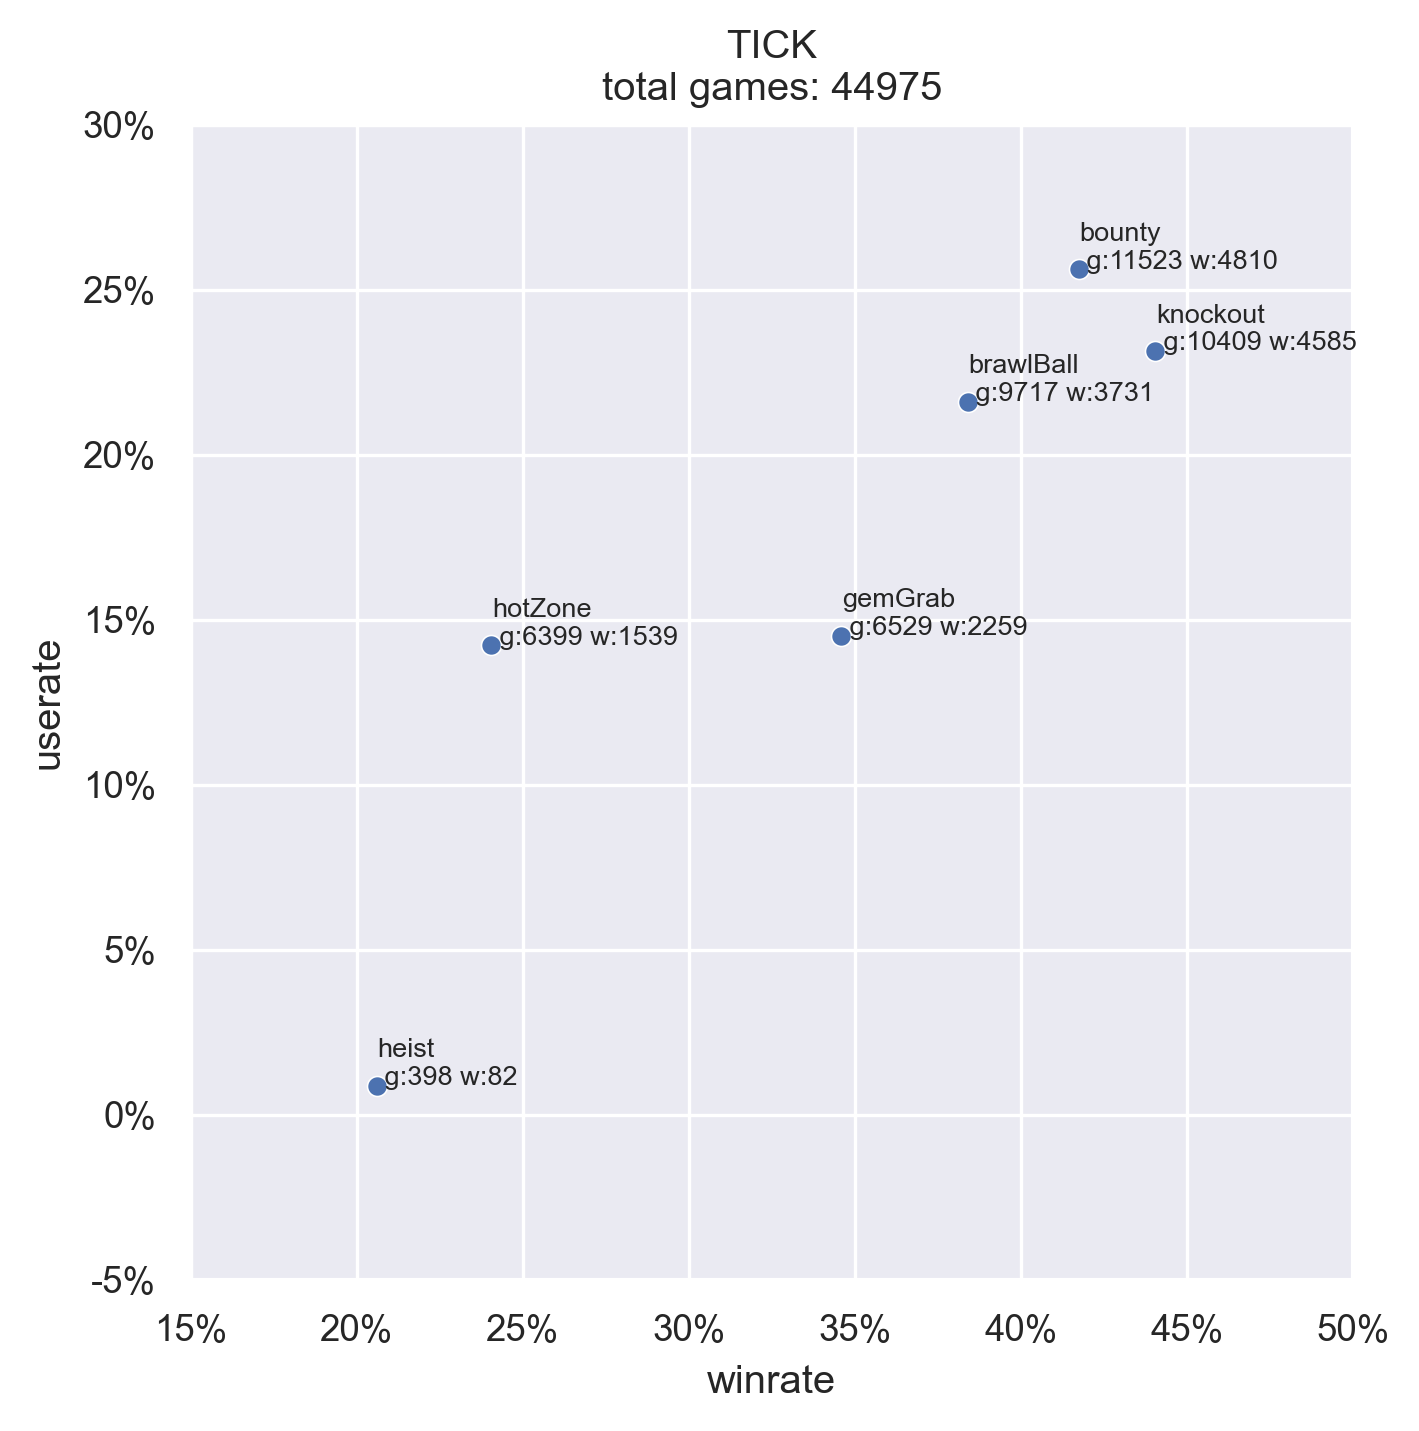 TICK
total games: 44975
30%
25%
20%
15%
10%
5%
0%
-5%
userate
bounty
g:11523 w:4810
knockout
g:10409 w:4585
brawlBall
g:9717 w:3731
hotZone
g:6399 w:1539
gemGrab
g:6529 w:2259
heist
g:398 w:82
15% 20% 25% 30% 35% 40% 45% 50%
winrate